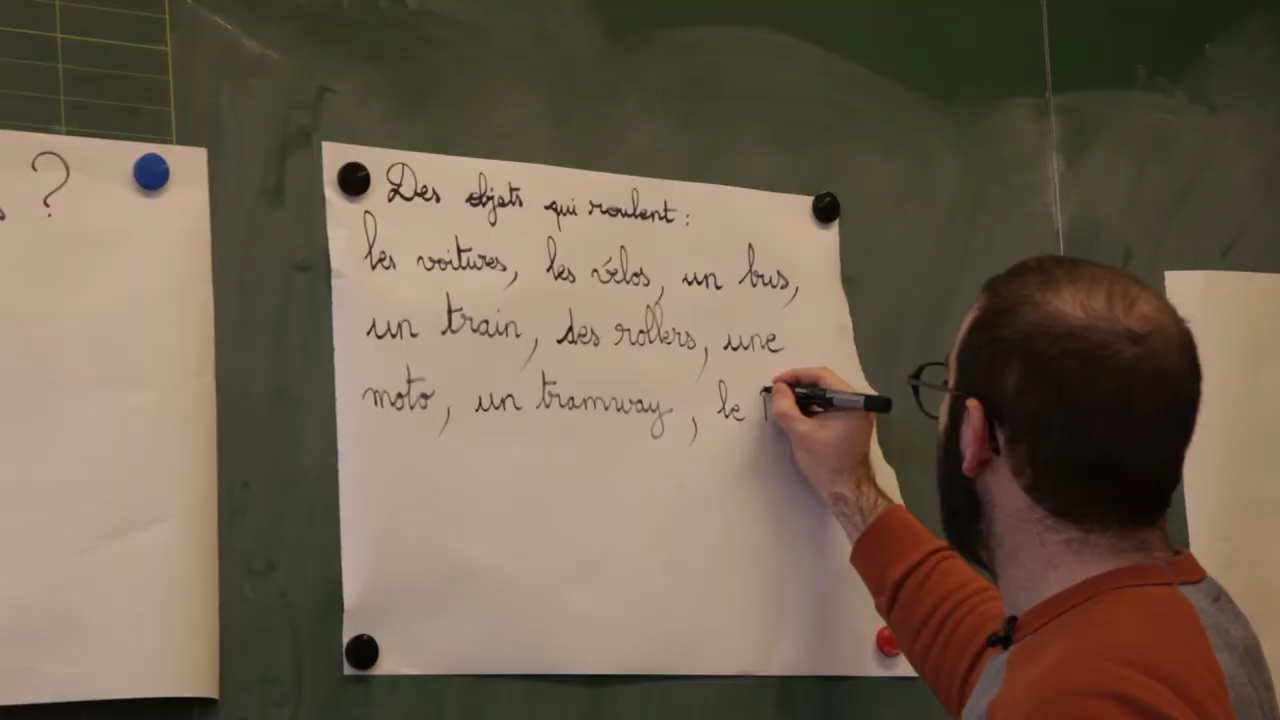 ?
Des objets qui roulent :
les voitures, les vélos, un bus,
un train, des rollers, une
moto, un tramway, le